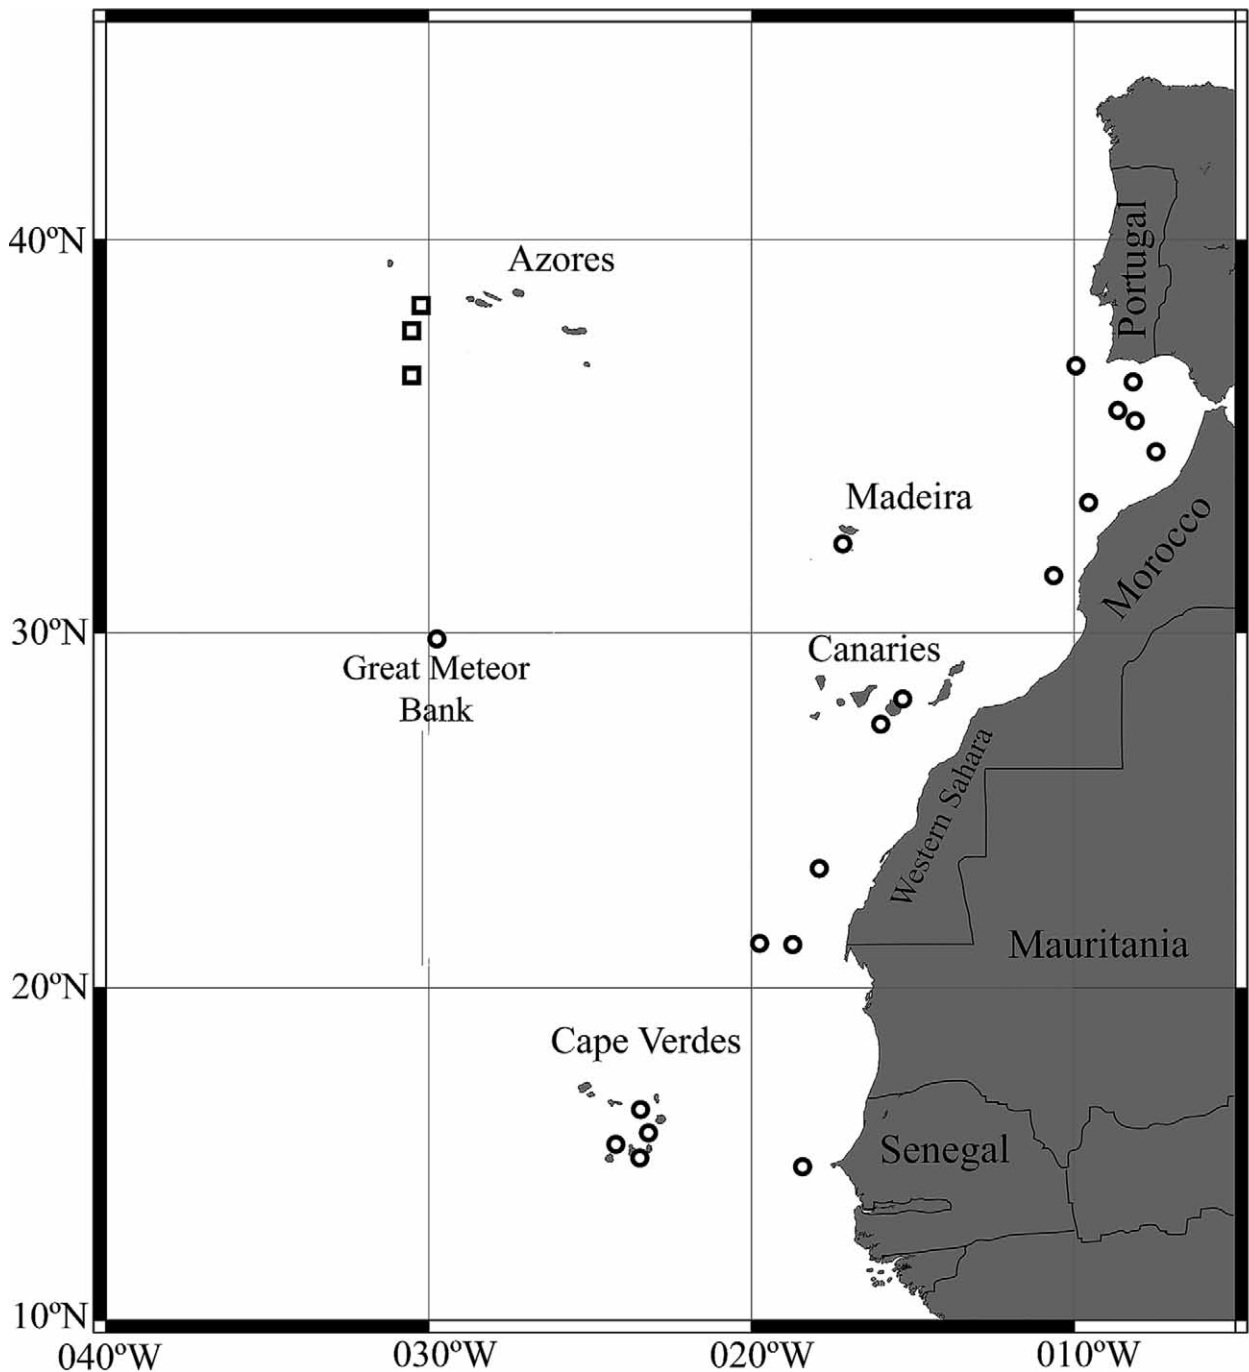 40ºN
Azores
Portugal
Madeira
Morocco
30ºN
Great Meteor
Bank
Canaries
Western Sahara
Mauritania
20ºN
Cape Verdes
Senegal
10ºN
040ºW
030ºW
020ºW
010ºW